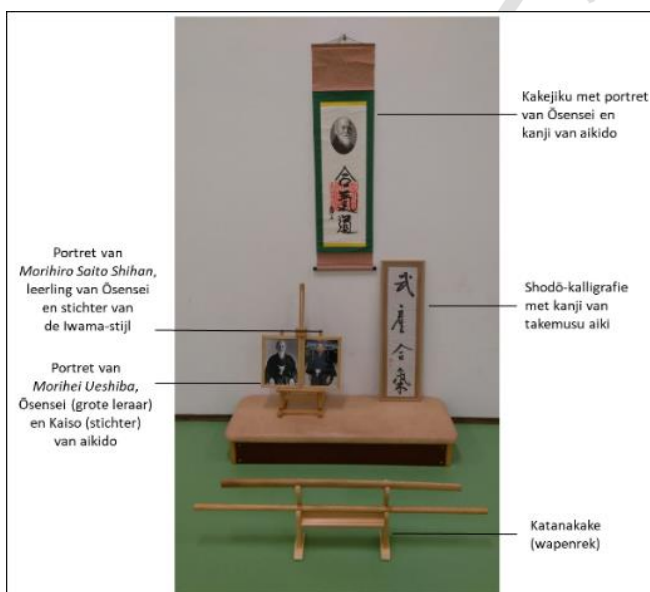 Kakejiku met portret
van Ōsensei en
kanji van aikido
合氣道
Portret van
Morihiro Saito Shihan,
leerling van Ōsensei
en stichter van
de Iwama-stijl
Shodō-kalligrafie
met kanji van
takemusu aiki
武産合氣
Portret van
Morihei Ueshiba,
Ōsensei (grote leraar)
en Kaiso (stichter)
van aikido
Katanakake
(wapenrek)